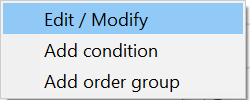 Edit / Modify
Add condition
Add order group